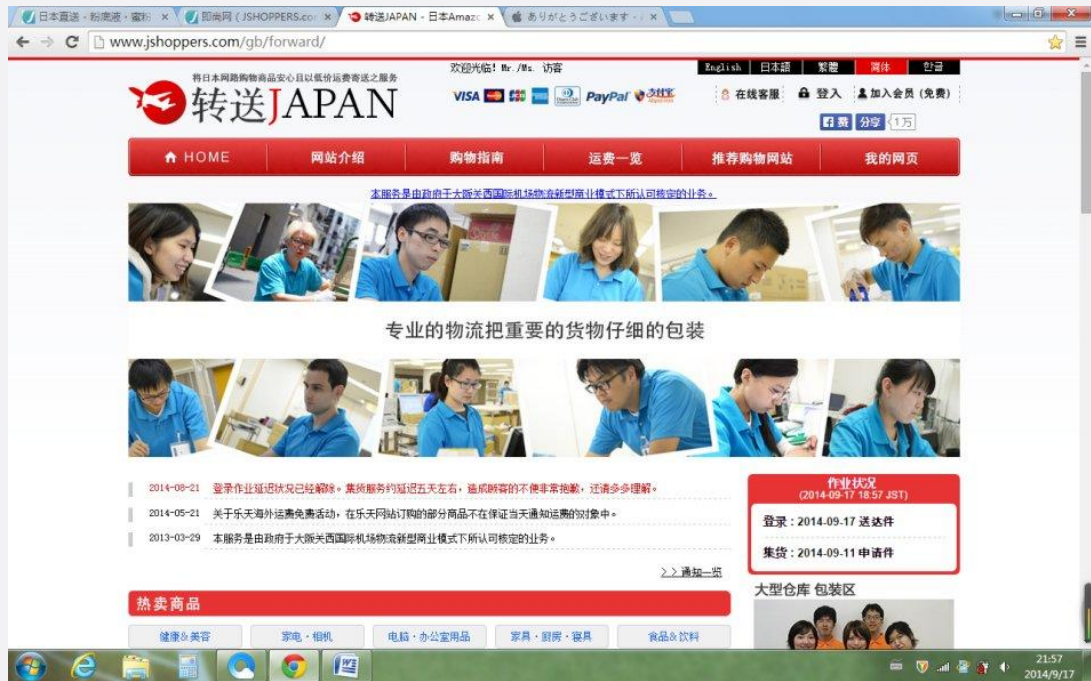 日本直送 - 粉底液 - 蜜粉
即尚网 ( JSHOPPERS.com
转送JAPAN - 日本Amazc
ありがとうございます -
www.jshoppers.com/gb/forward/
欢迎光临! Mr./Ms. 访客
English 日本語 繁體 简体 한글
将日本网路购物商品安心且以低价运费寄送之服务
转送JAPAN
VISA PayPal 支付宝
在线客服 登入 加入会员 (免费)
赞 分享 1万
HOME 网站介绍 购物指南 运费一览 推荐购物网站 我的网页
本服务是由政府于大阪关西国际机场物流新型商业模式下所认可核定的业务。
专业的物流把重要的货物仔细的包装
2014-08-21 登录作业延迟状况已经解除。集货服务约延迟五天左右，造成顾客的不便非常抱歉，还请多多理解。
2014-05-21 关于乐天海外运费免费活动，在乐天网站订购的部分商品不在保证当天通知运费的对象中。
2013-03-29 本服务是由政府于大阪关西国际机场物流新型商业模式下所认可核定的业务。
>>通知一览
作业状况
(2014-09-17 18:57 JST)
登录：2014-09-17 送达件
集货：2014-09-11 申请件
大型仓库 包装区
热卖商品
健康&美容 家电・相机 电脑・办公室用品 家具・厨房・寝具 食品&饮料
21:57
2014/9/17